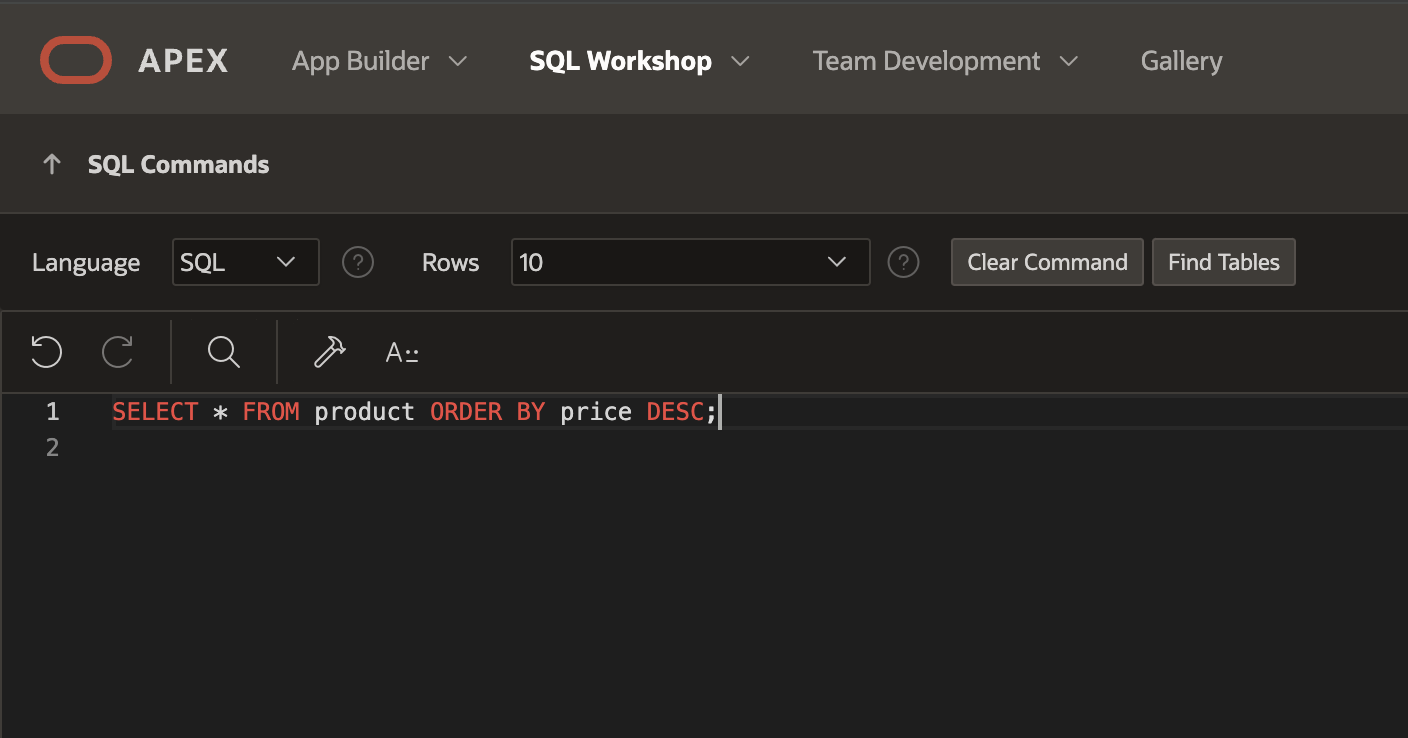 APEX App Builder SQL Workshop Team Development Gallery
SQL Commands
Language SQL ? Rows 10 ? Clear Command Find Tables
A::
1 SELECT * FROM product ORDER BY price DESC;
2